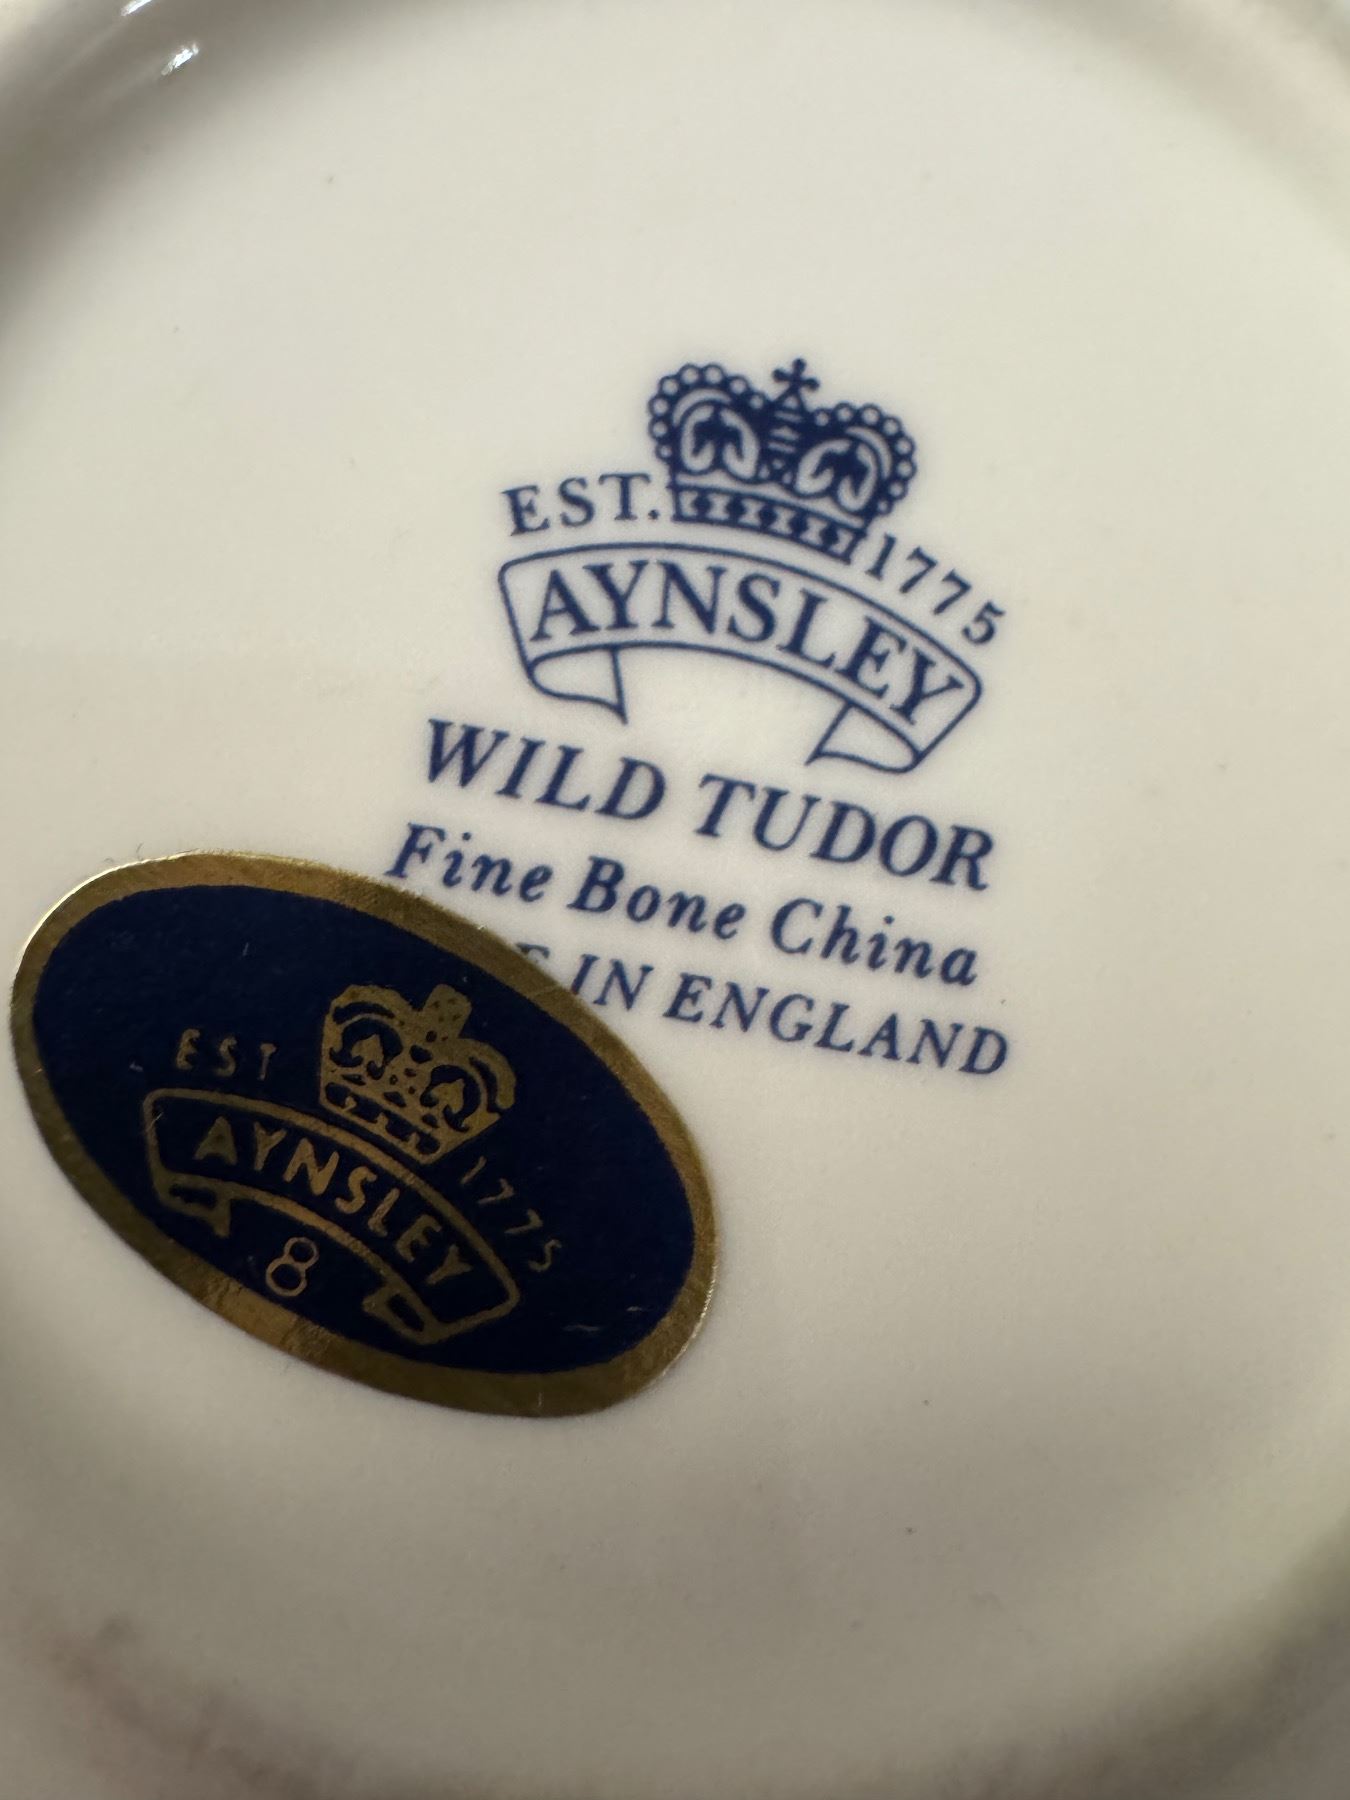 EST. 1775
AYNSLEY
WILD TUDOR
Fine Bone China
E IN ENGLAND
EST 1775
AYNSLEY
8